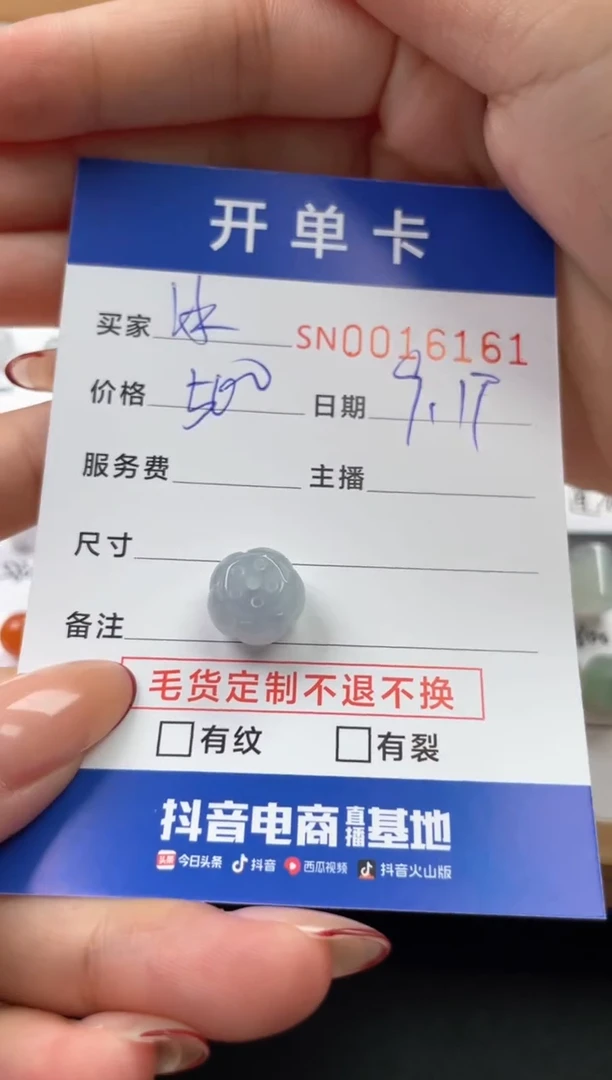 开单卡
买家 冰 SN0016161
价格 500 日期 9.17
服务费 主播
尺寸
备注
毛货定制不退不换
有纹 有裂
抖音电商直播基地
头条 今日头条 抖音 西瓜视频 抖音火山版